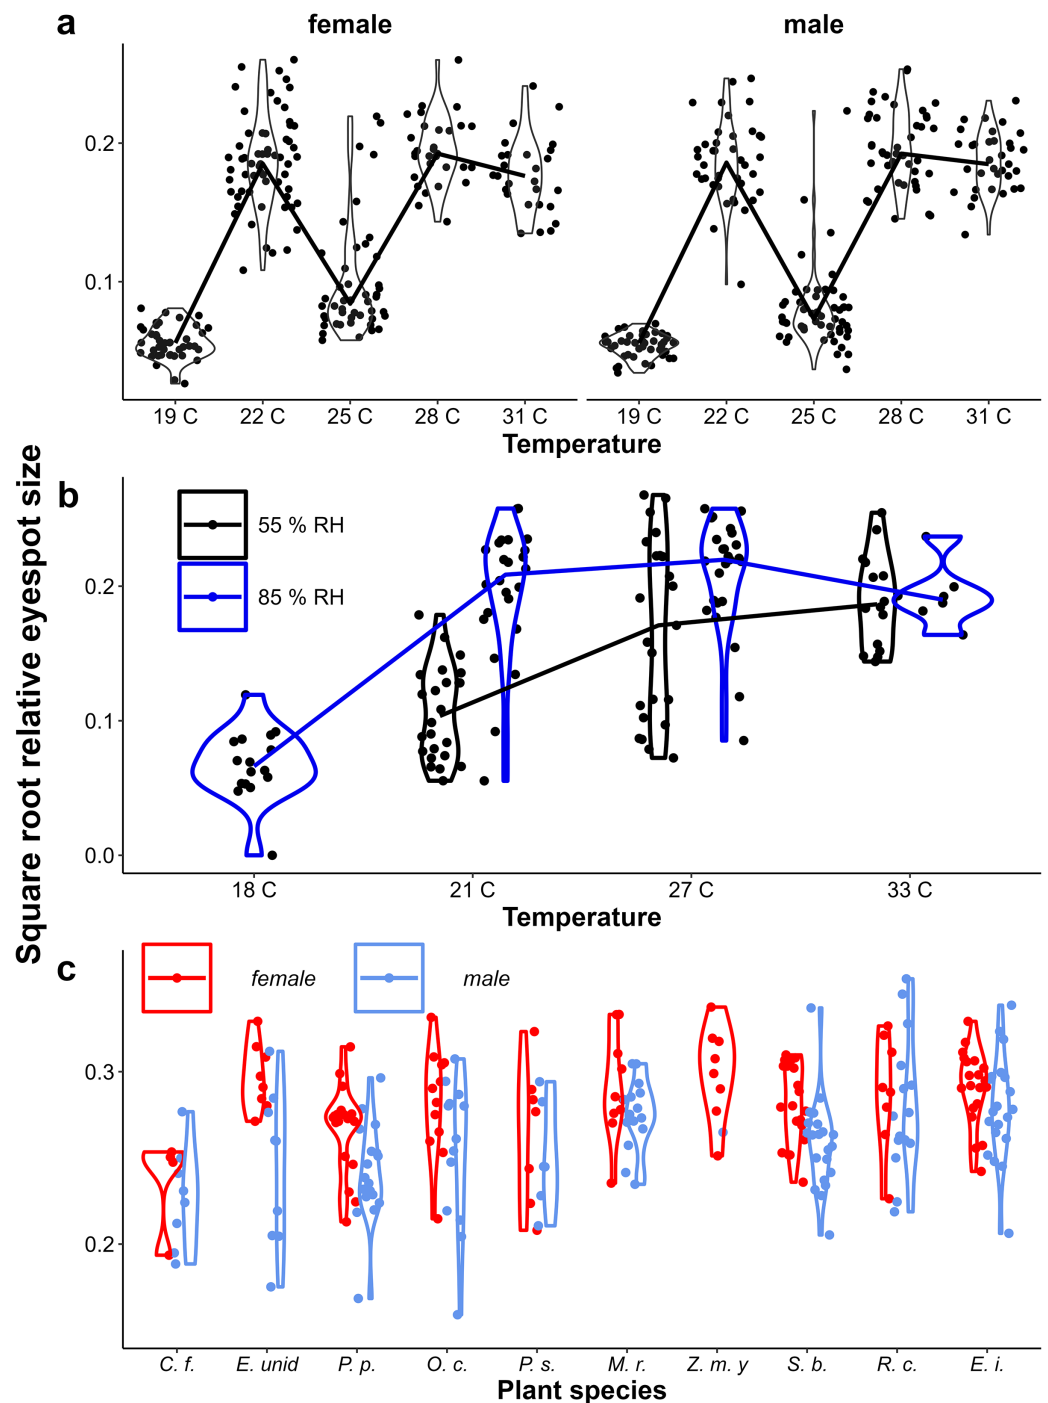 a
female male
0.2
0.1
19 C 22 C 25 C 28 C 31 C 19 C 22 C 25 C 28 C 31 C
Temperature Temperature
Square root relative eyespot size
b
55 % RH
85 % RH
0.2
0.1
0.0
18 C 21 C 27 C 33 C
Temperature
c
female male
0.3
0.2
C. f. E. unid P. p. O. c. P. s. M. r. Z. m. y S. b. R. c. E. i.
Plant species